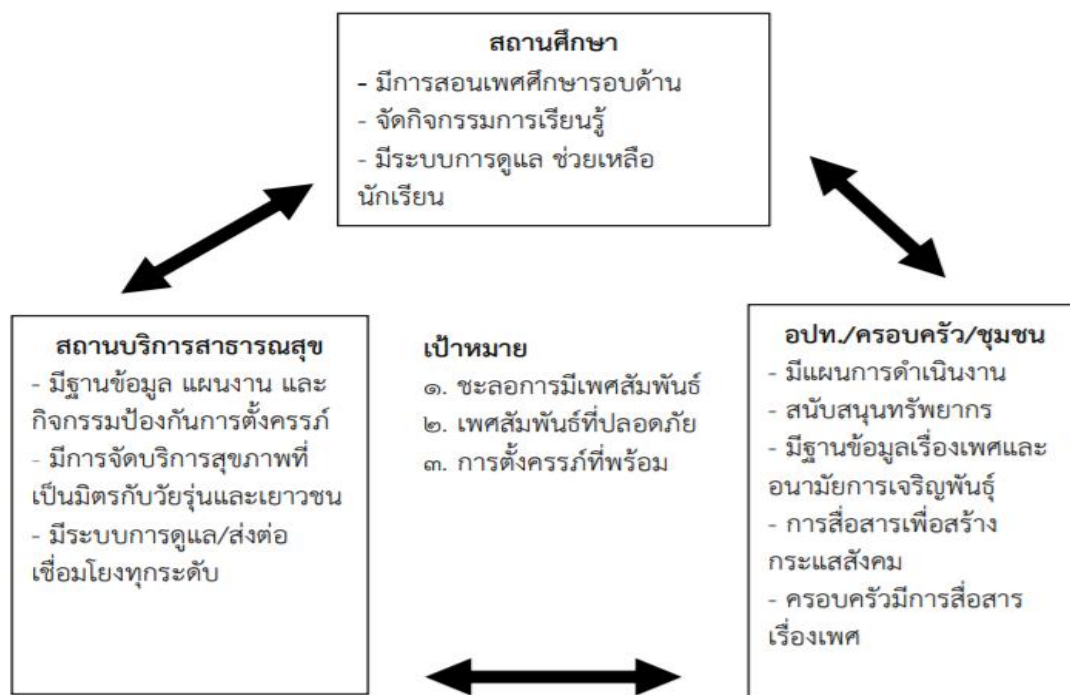 สถานศึกษา
- มีการสอนเพศศึกษารอบด้าน
- จัดกิจกรรมการเรียนรู้
- มีระบบการดูแล ช่วยเหลือ
นักเรียน
สถานบริการสาธารณสุข
- มีฐานข้อมูล แผนงาน และ
กิจกรรมป้องกันการตั้งครรภ์
- มีการจัดบริการสุขภาพที่
เป็นมิตรกับวัยรุ่นและเยาวชน
- มีระบบการดูแล/ส่งต่อ
เชื่อมโยงทุกระดับ
เป้าหมาย
๑. ชะลอการมีเพศสัมพันธ์
๒. เพศสัมพันธ์ที่ปลอดภัย
๓. การตั้งครรภ์ที่พร้อม
อปท./ครอบครัว/ชุมชน
- มีแผนการดำเนินงาน
- สนับสนุนทรัพยากร
- มีฐานข้อมูลเรื่องเพศและ
อนามัยการเจริญพันธุ์
- การสื่อสารเพื่อสร้าง
กระแสสังคม
- ครอบครัวมีการสื่อสาร
เรื่องเพศ